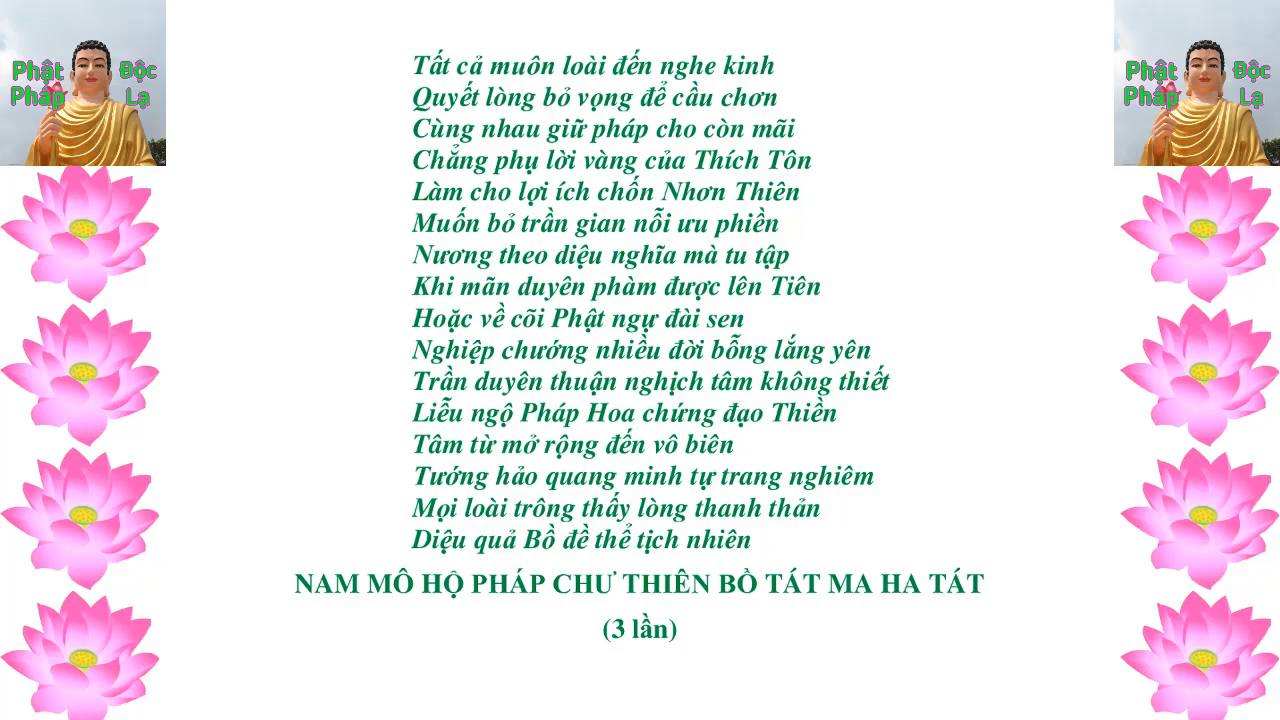 Phật Độc
Pháp Lạ
Phật Độc
Pháp Lạ
Tất cả muôn loài đến nghe kinh
Quyết lòng bỏ vọng để cầu chơn
Cùng nhau giữ pháp cho còn mãi
Chẳng phụ lời vàng của Thích Tôn
Làm cho lợi ích chốn Nhơn Thiên
Muốn bỏ trần gian nỗi ưu phiền
Nương theo diệu nghĩa mà tu tập
Khi mãn duyên phàm được lên Tiên
Hoặc về cõi Phật ngự đài sen
Nghiệp chướng nhiều đời bỗng lắng yên
Trần duyên thuận nghịch tâm không thiết
Liễu ngộ Pháp Hoa chứng đạo Thiền
Tâm từ mở rộng đến vô biên
Tướng hảo quang minh tự trang nghiêm
Mọi loài trông thấy lòng thanh thản
Diệu quả Bồ đề thể tịch nhiên
NAM MÔ HỘ PHÁP CHƯ THIÊN BỒ TÁT MA HA TÁT
(3 lần)